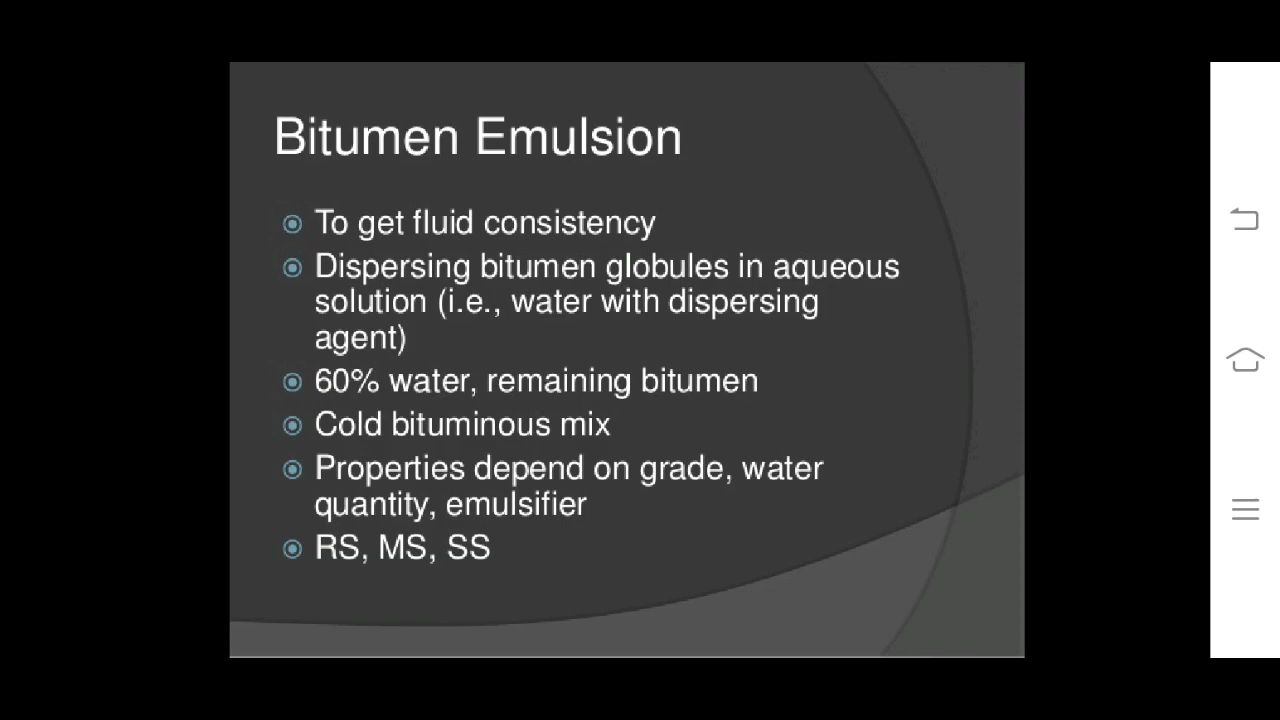 Bitumen Emulsion
To get fluid consistency
Dispersing bitumen globules in aqueous
solution (i.e., water with dispersing
agent)
60% water, remaining bitumen
Cold bituminous mix
Properties depend on grade, water
quantity, emulsifier
RS, MS, SS